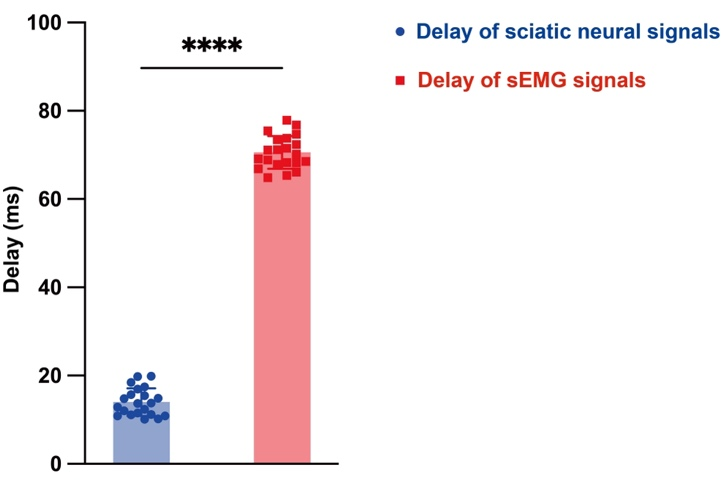 100
80
60
40
20
0
Delay (ms)
****
Delay of sciatic neural signals
Delay of sEMG signals